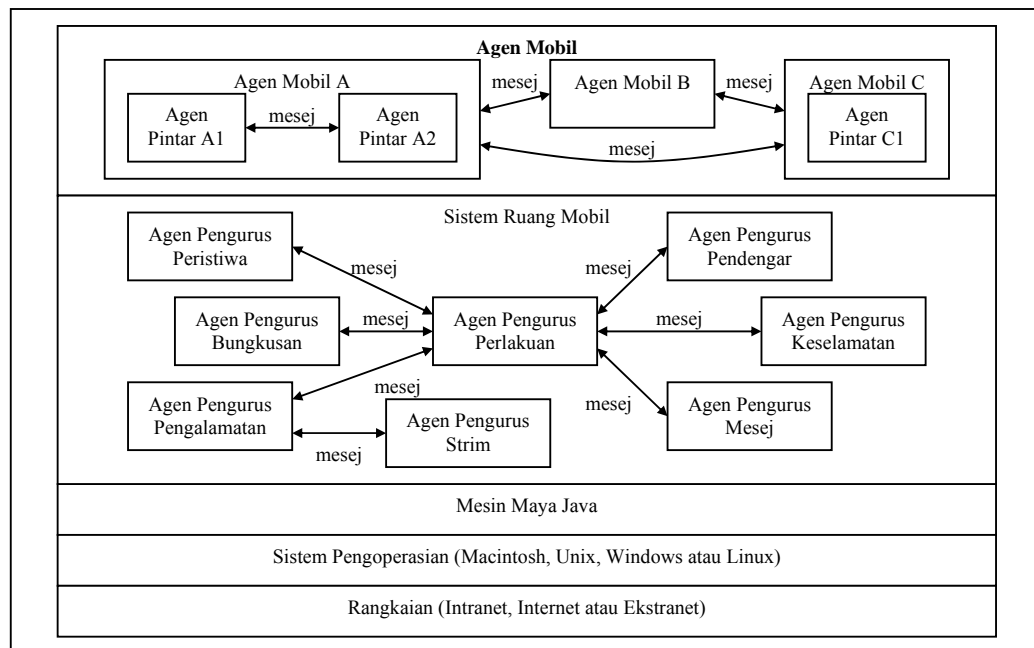 Agen Mobil
Agen Mobil A
mesej
Agen Mobil B
mesej
Agen Mobil C
Agen
Pintar A1
mesej
Agen
Pintar A2
Agen
Pintar C1
mesej
Sistem Ruang Mobil
Agen Pengurus
Peristiwa
mesej
mesej
Agen Pengurus
Pendengar
Agen Pengurus
Bungkusan
mesej
Agen Pengurus
Perlakuan
mesej
Agen Pengurus
Keselamatan
Agen Pengurus
Pengalamatan
mesej
mesej
Agen Pengurus
Strim
mesej
Agen Pengurus
Mesej
Mesin Maya Java
Sistem Pengoperasian (Macintosh, Unix, Windows atau Linux)
Rangkaian (Intranet, Internet atau Ekstranet)